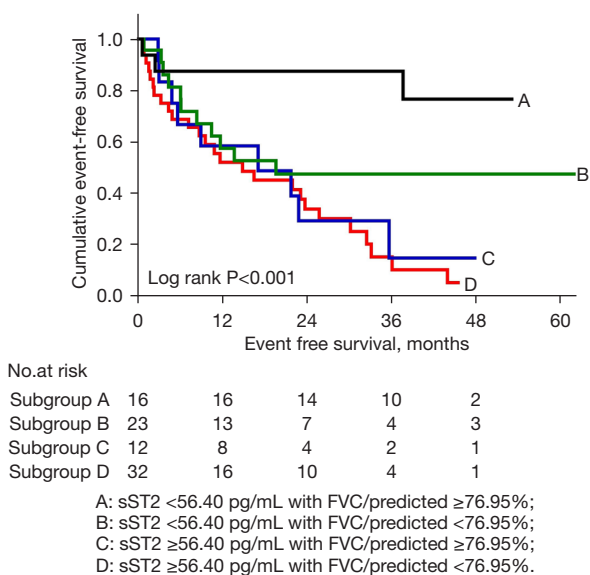 Cumulative event-free survival
1.0
0.8
0.6
0.4
0.2
0.0
A
B
C
D
Log rank P<0.001
0 12 24 36 48 60
Event free survival, months
No.at risk
Subgroup A 16 16 14 10 2
Subgroup B 23 13 7 4 3
Subgroup C 12 8 4 2 1
Subgroup D 32 16 10 4 1
A: sST2 <56.40 pg/mL with FVC/predicted ≥76.95%;
B: sST2 <56.40 pg/mL with FVC/predicted <76.95%;
C: sST2 ≥56.40 pg/mL with FVC/predicted ≥76.95%;
D: sST2 ≥56.40 pg/mL with FVC/predicted <76.95%.